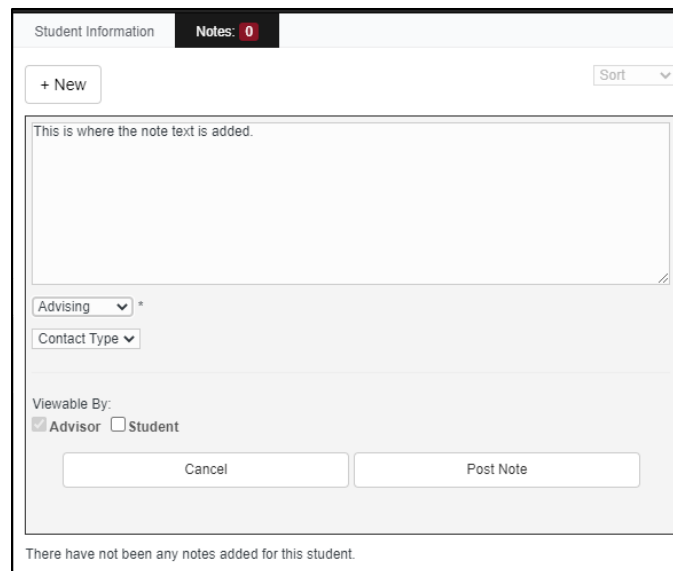 Student Information Notes: 0
+ New Sort
This is where the note text is added.
Advising *
Contact Type
Viewable By:
Advisor Student
Cancel Post Note
There have not been any notes added for this student.